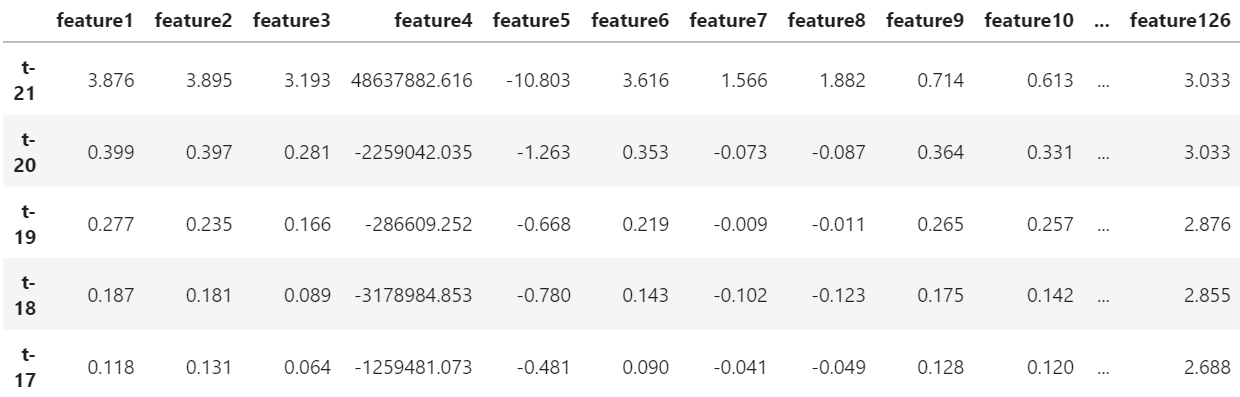 feature1 feature2 feature3 feature4 feature5 feature6 feature7 feature8 feature9 feature10 ... feature126
t-
21 3.876 3.895 3.193 48637882.616 -10.803 3.616 1.566 1.882 0.714 0.613 ... 3.033
t-
20 0.399 0.397 0.281 -2259042.035 -1.263 0.353 -0.073 -0.087 0.364 0.331 ... 3.033
t-
19 0.277 0.235 0.166 -286609.252 -0.668 0.219 -0.009 -0.011 0.265 0.257 ... 2.876
t-
18 0.187 0.181 0.089 -3178984.853 -0.780 0.143 -0.102 -0.123 0.175 0.142 ... 2.855
t-
17 0.118 0.131 0.064 -1259481.073 -0.481 0.090 -0.041 -0.049 0.128 0.120 ... 2.688